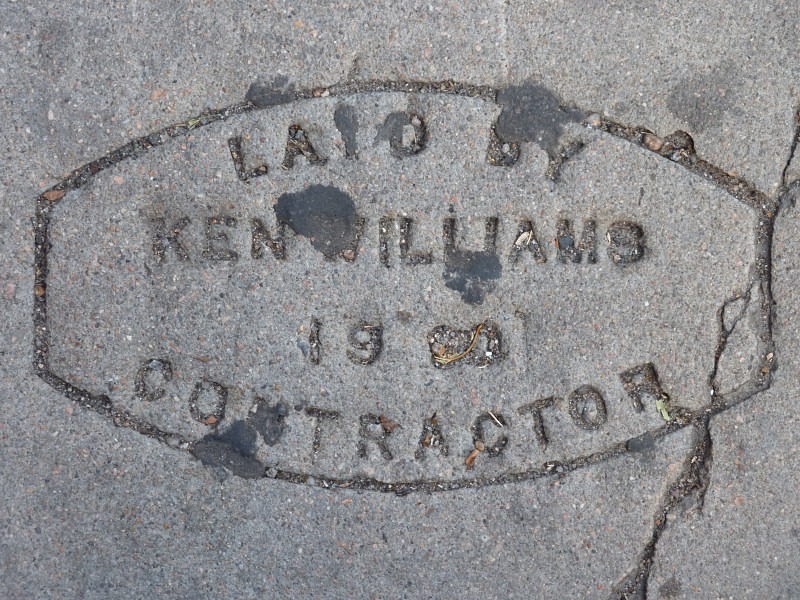 LAID BY
KEN WILLIAMS
19
CONTRACTOR